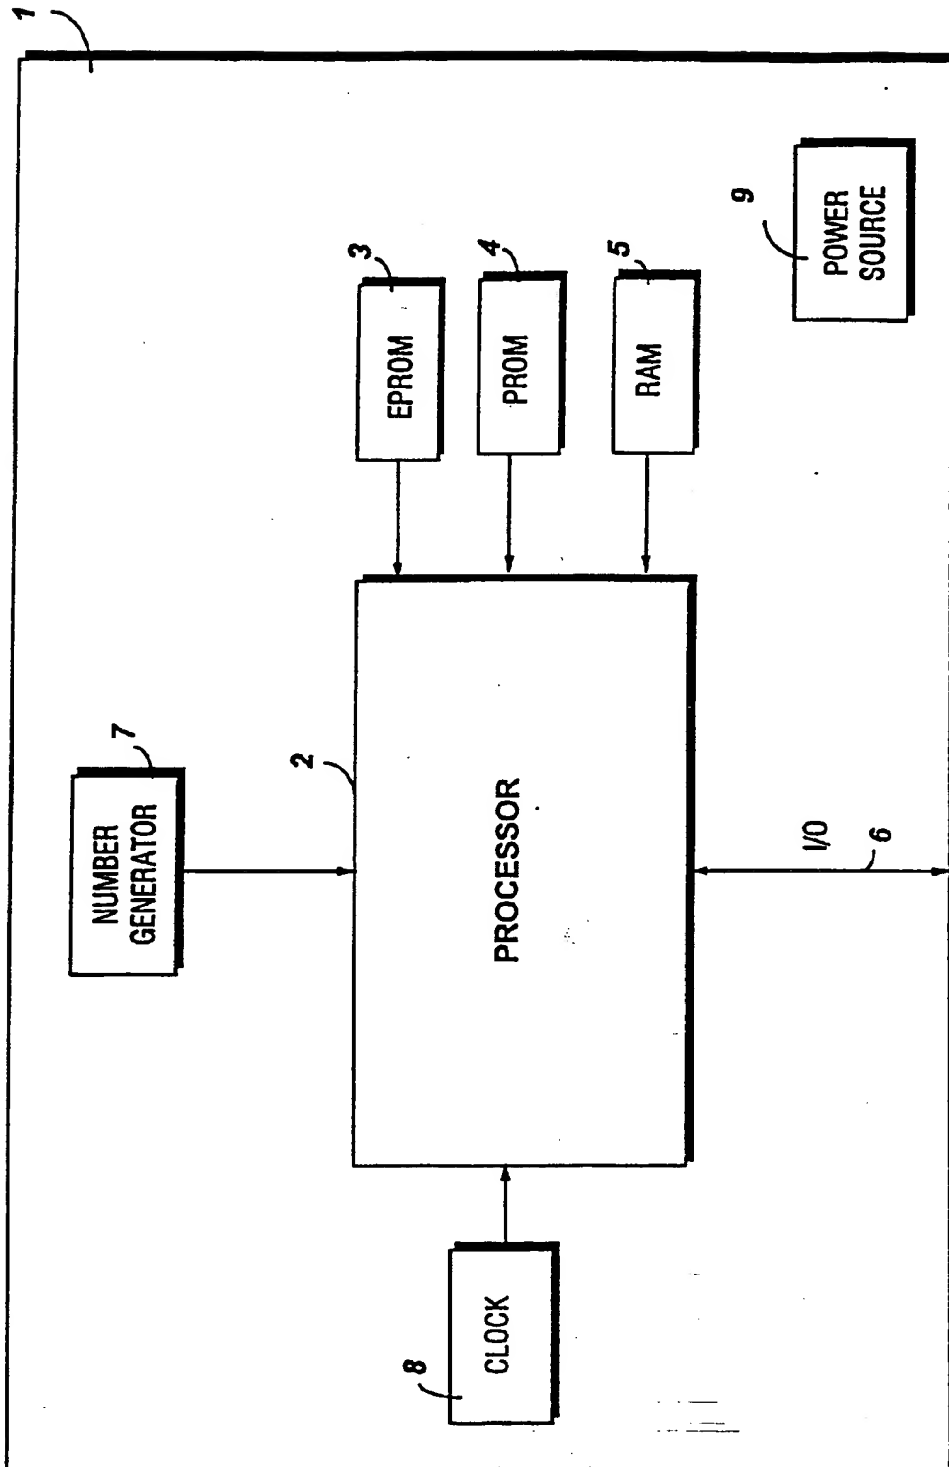 1
NUMBER
GENERATOR
7
2
PROCESSOR
EPROM
3
PROM
4
RAM
5
8
CLOCK
I/O
6
9
POWER
SOURCE